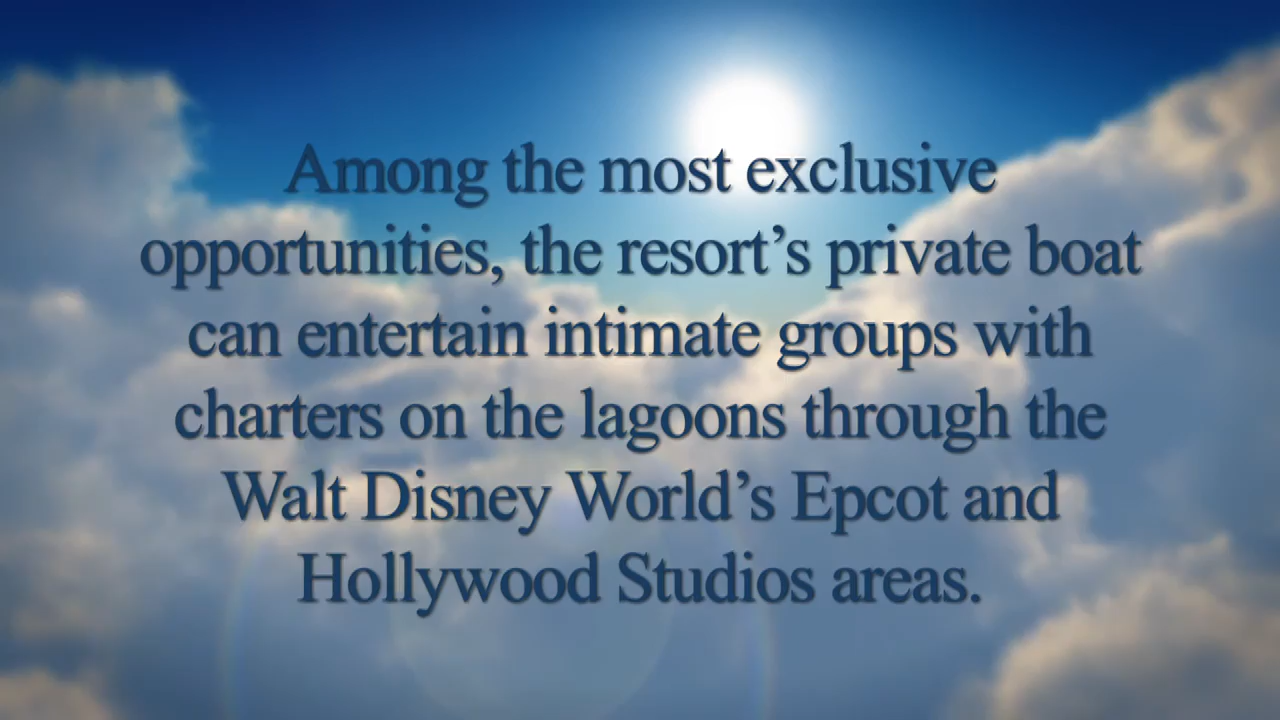 Among the most exclusive
opportunities, the resort’s private boat
can entertain intimate groups with
charters on the lagoons through the
Walt Disney World’s Epcot and
Hollywood Studios areas.